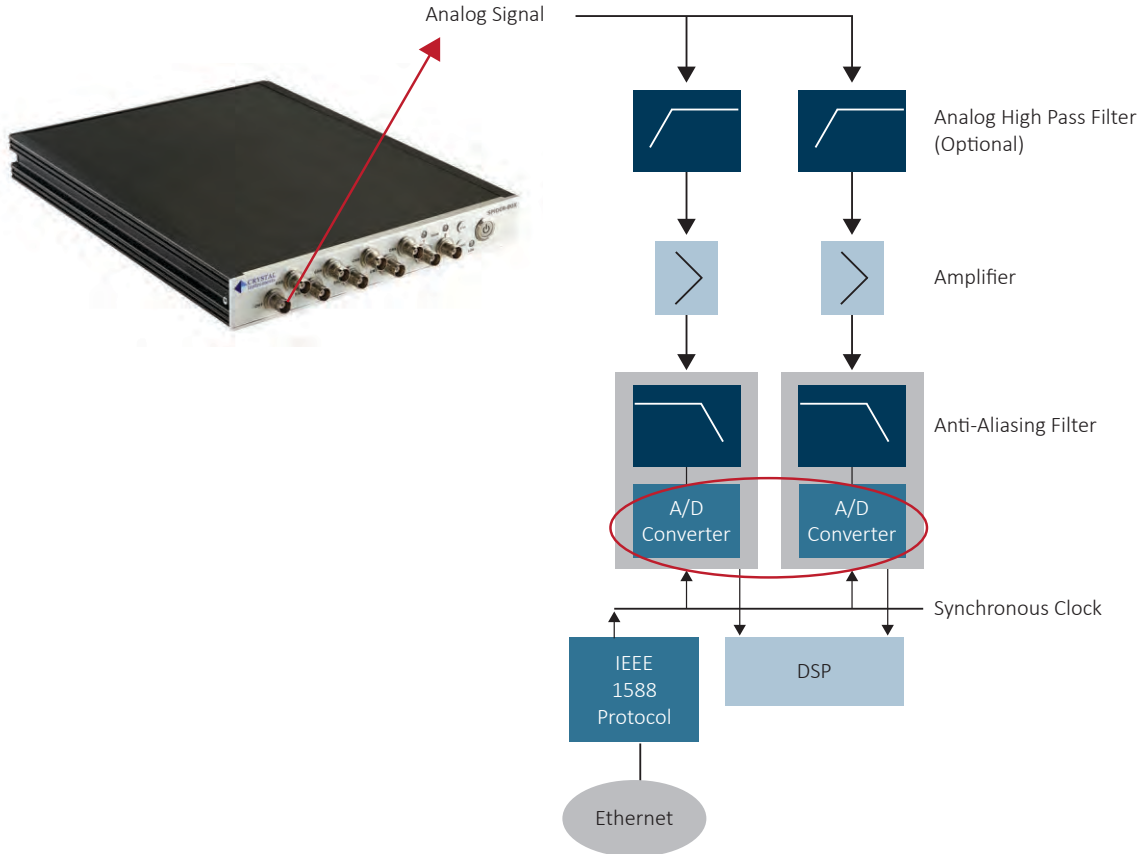 Analog Signal
Analog High Pass Filter
(Optional)
CRYSTAL
Amplifier
Anti-Aliasing Filter
A/D
Converter
A/D
Converter
Synchronous Clock
IEEE
1588
Protocol
DSP
Ethernet